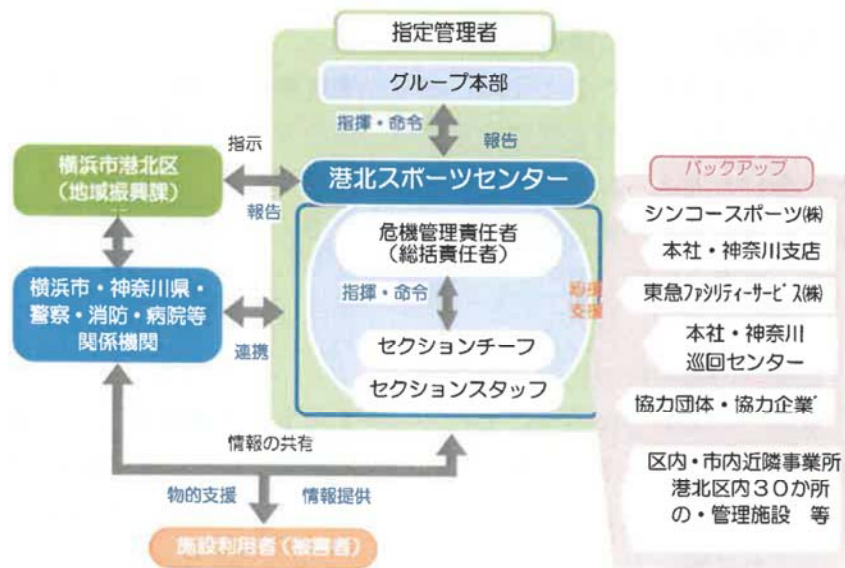 指定管理者
グループ本部
指揮・命令
報告
指示
横浜市港北区
(地域振興課)
港北スポーツセンター
報告
危機管理責任者
(総括責任者)
指揮・命令
横浜市・神奈川県・
警察・消防・病院等
関係機関
連携
セクションチーフ
セクションスタッフ
支援
バックアップ
シンコースポーツ㈱
本社・神奈川支店
東急ファシリティーサービス㈱
本社・神奈川
巡回センター
協力団体・協力企業
区内・市内近隣事業所
港北区内30か所
の・管理施設 等
情報の共有
物的支援
情報提供
施設利用者(被害者)